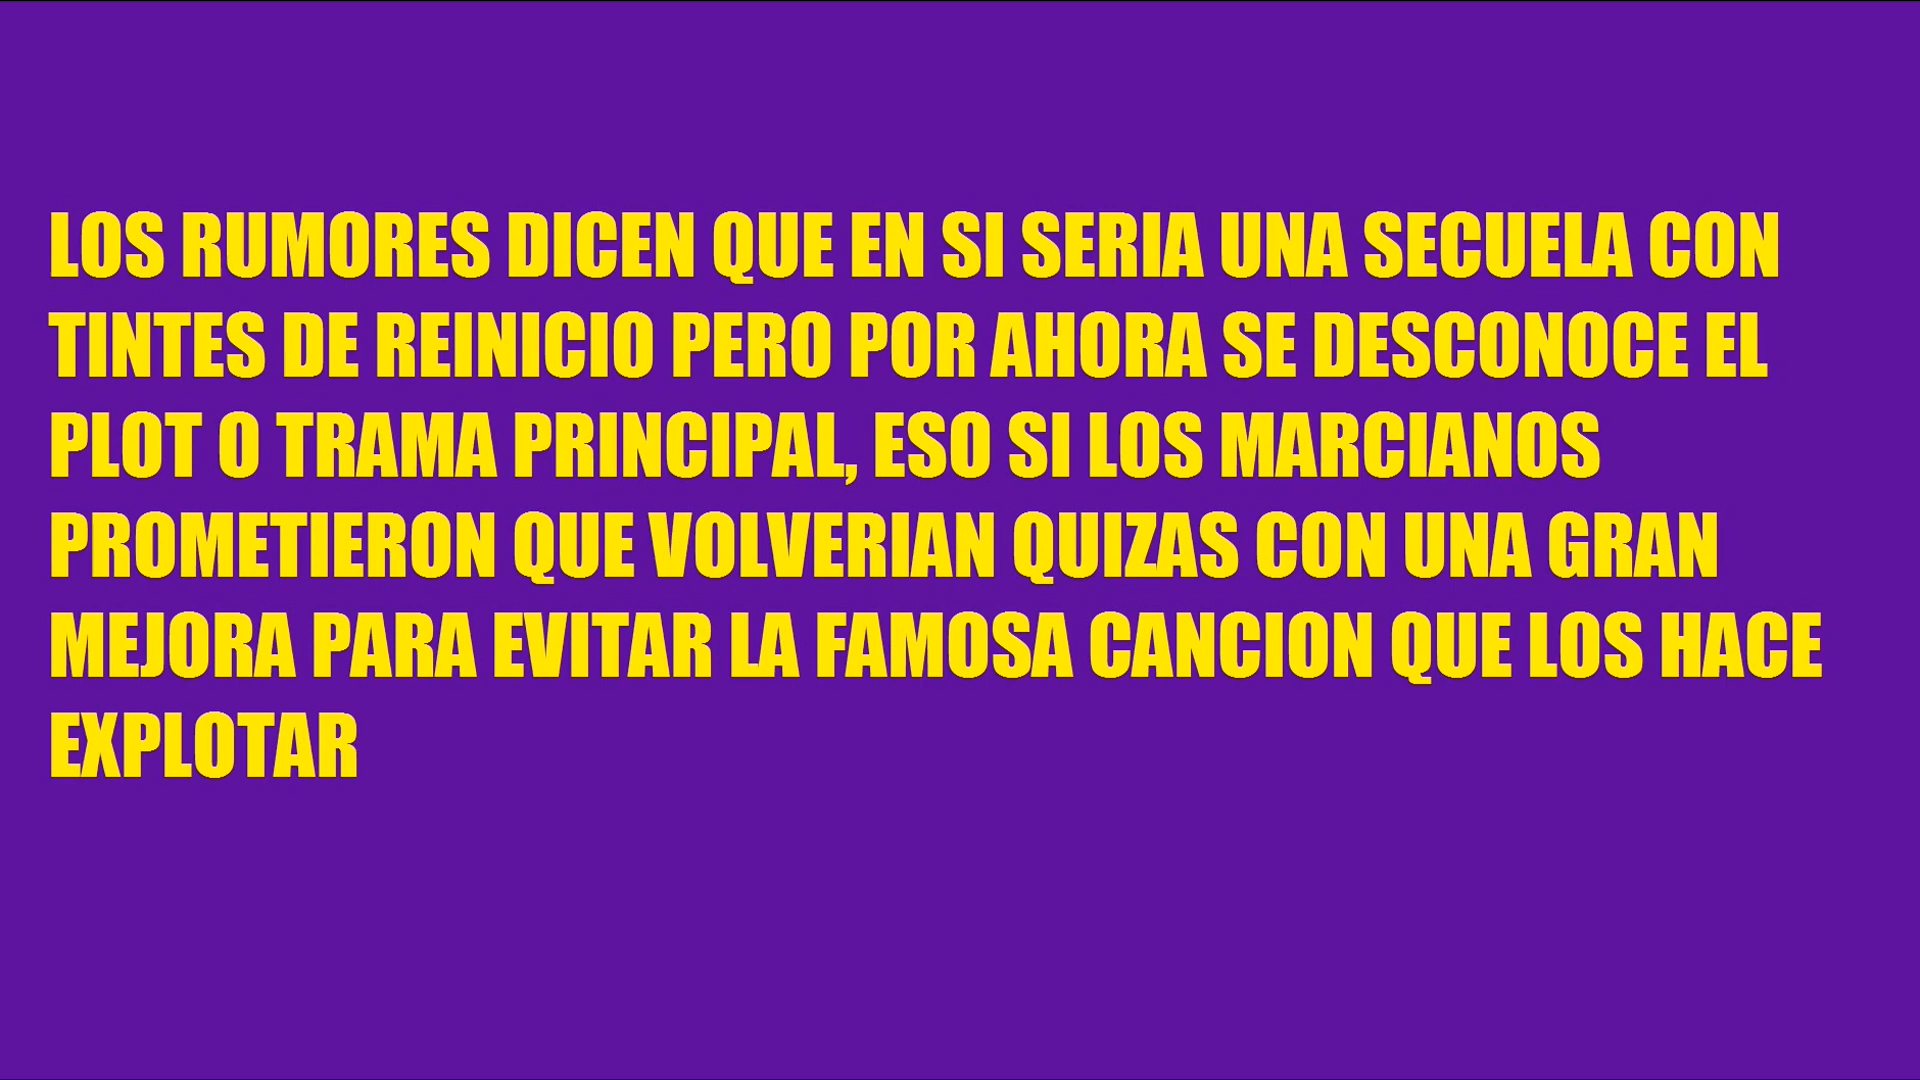 LOS RUMORES DICEN QUE EN SI SERIA UNA SECUELA CON
TINTES DE REINICIO PERO POR AHORA SE DESCONOCE EL
PLOT O TRAMA PRINCIPAL, ESO SI LOS MARCIANOS
PROMETIERON QUE VOLVERIAN QUIZAS CON UNA GRAN
MEJORA PARA EVITAR LA FAMOSA CANCION QUE LOS HACE
EXPLOTAR